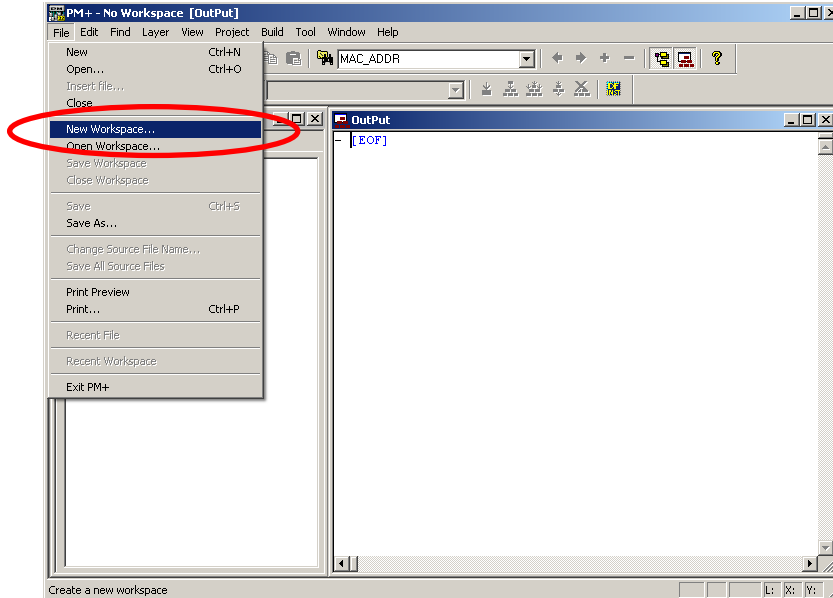 PM+ - No Workspace [OutPut]
File Edit Find Layer View Project Build Tool Window Help
New Ctrl+N
Open... Ctrl+O
Insert file...
Close
New Workspace...
Open Workspace...
Save Workspace
Close Workspace
Save Ctrl+S
Save As...
Change Source File Name...
Save All Source Files
Print Preview
Print... Ctrl+P
Recent File
Recent Workspace
Exit PM+
MAC_ADDR
OutPut
[EOF]
Create a new workspace
L: X: Y: